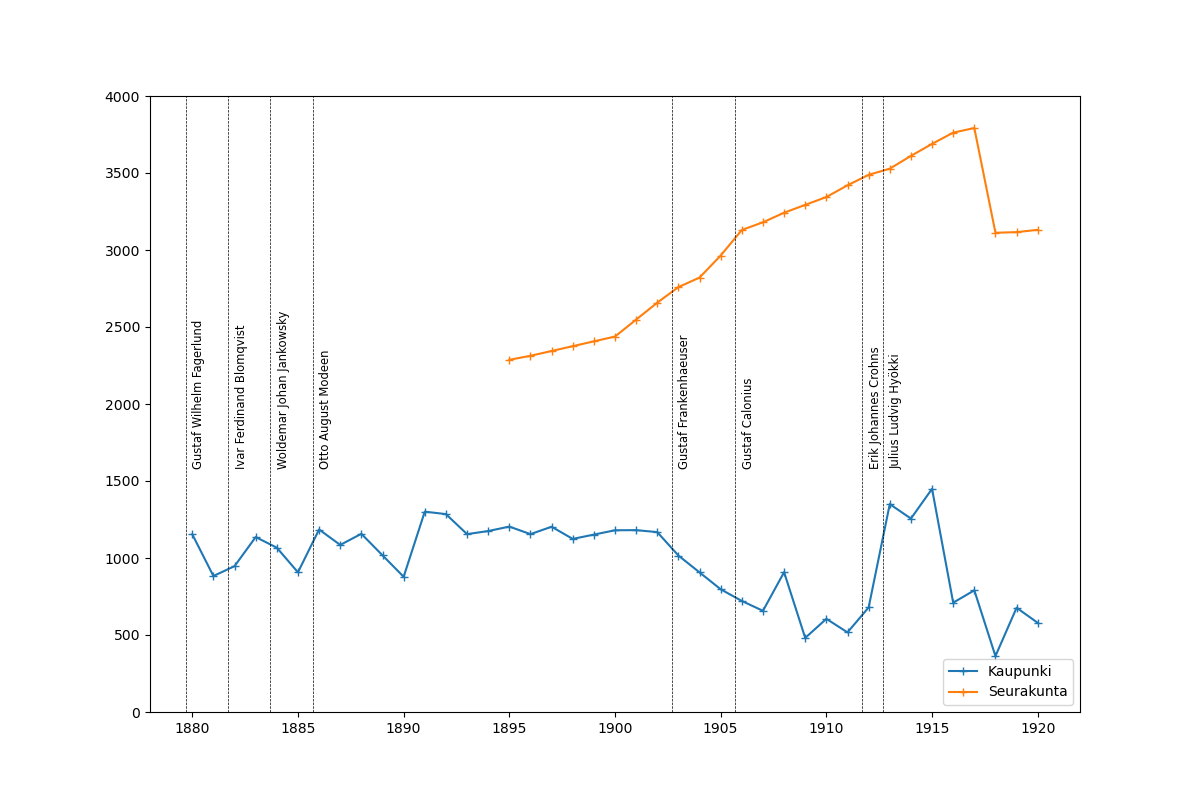 4000
3500
3000
2500
2000
1500
1000
500
0
Gustaf Wilhelm Fagerlund
Ivar Ferdinand Blomqvist
Woldemar Johan Jankowsky
Otto August Modeen
Gustaf Frankenhaeuser
Gustaf Calonius
Erik Johannes Crohns
Julius Ludvig Hyökki
Kaupunki
Seurakunta
1880 1885 1890 1895 1900 1905 1910 1915 1920